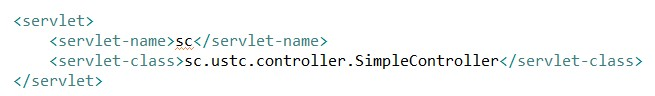 <servlet>
    <servlet-name>sc</servlet-name>
    <servlet-class>sc.ustc.controller.SimpleController</servlet-class>
</servlet>